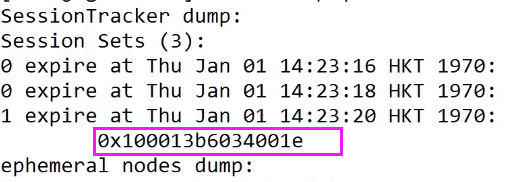 SessionTracker dump:
Session Sets (3):
0 expire at Thu Jan 01 14:23:16 HKT 1970:
0 expire at Thu Jan 01 14:23:18 HKT 1970:
1 expire at Thu Jan 01 14:23:20 HKT 1970:
0x100013b6034001e
ephemeral nodes dump: